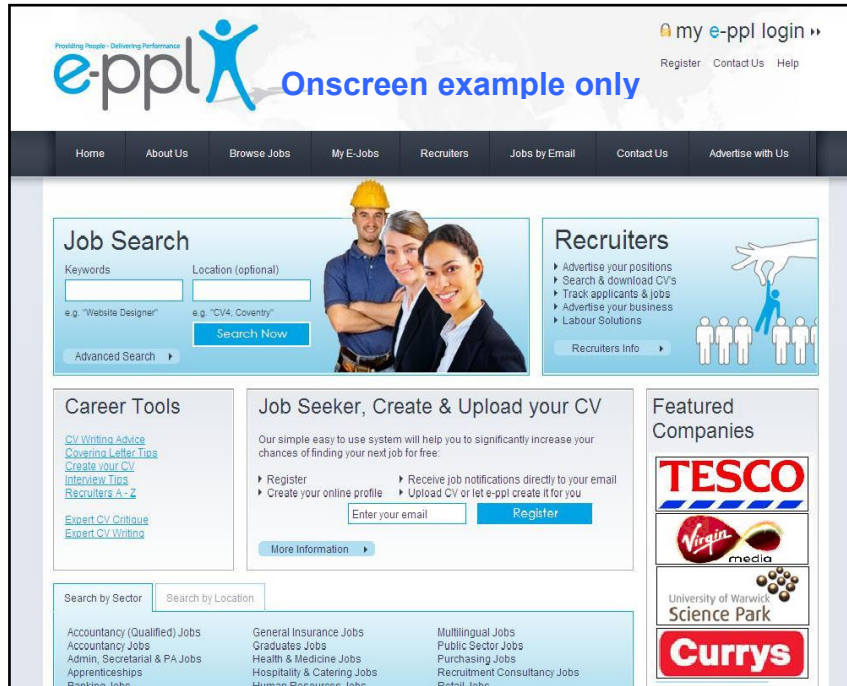 Providing People - Delivering Performance
e-ppl
Onscreen example only
my e-ppl login
Register Contact Us Help
Home About Us Browse Jobs My E-Jobs Recruiters Jobs by Email Contact Us Advertise with Us
Job Search
Keywords Location (optional)
e.g. "Website Designer" e.g. "CV4, Coventry"
Search Now
Advanced Search
Recruiters
Advertise your positions
Search & download CV's
Track applicants & jobs
Advertise your business
Labour Solutions
Recruiters Info
Career Tools
CV Writing Advice
Covering Letter Tips
Create your CV
Interview Tips
Recruiters A - Z
Expert CV Critique
Expert CV Writing
Job Seeker, Create & Upload your CV
Our simple easy to use system will help you to significantly increase your
chances of finding your next job for free:
Register Receive job notifications directly to your email
Create your online profile Upload CV or let e-ppl create it for you
Enter your email Register
More Information
Featured
Companies
TESCO
Virgin
media
University of Warwick
Science Park
Currys
Search by Sector Search by Location
Accountancy (Qualified) Jobs General Insurance Jobs Multilingual Jobs
Accountancy Jobs Graduates Jobs Public Sector Jobs
Admin, Secretarial & PA Jobs Health & Medicine Jobs Purchasing Jobs
Apprenticeships Hospitality & Catering Jobs Recruitment Consultancy Jobs
Banking Jobs Human Resources Jobs Retail Jobs